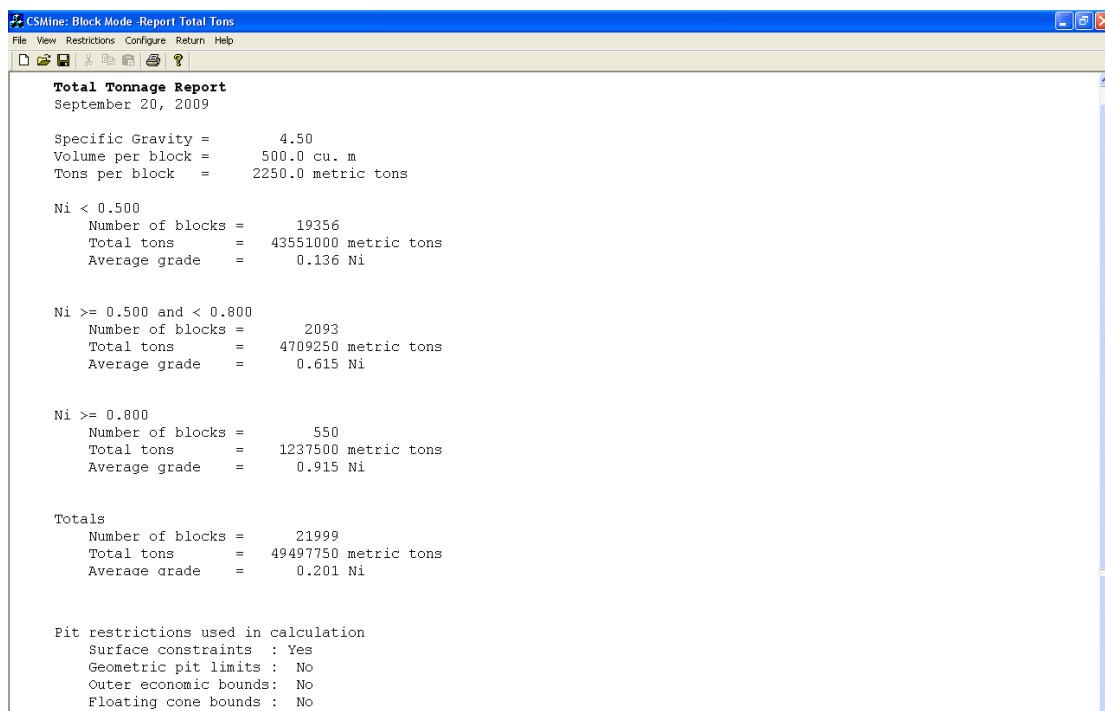 CSMine: Block Mode -Report Total Tons
File View Restrictions Configure Return Help
Total Tonnage Report
September 20, 2009
Specific Gravity = 4.50
Volume per block = 500.0 cu. m
Tons per block = 2250.0 metric tons
Ni < 0.500
Number of blocks = 19356
Total tons = 43551000 metric tons
Average grade = 0.136 Ni
Ni >= 0.500 and < 0.800
Number of blocks = 2093
Total tons = 4709250 metric tons
Average grade = 0.615 Ni
Ni >= 0.800
Number of blocks = 550
Total tons = 1237500 metric tons
Average grade = 0.915 Ni
Totals
Number of blocks = 21999
Total tons = 49497750 metric tons
Average grade = 0.201 Ni
Pit restrictions used in calculation
Surface constraints : Yes
Geometric pit limits : No
Outer economic bounds: No
Floating cone bounds : No